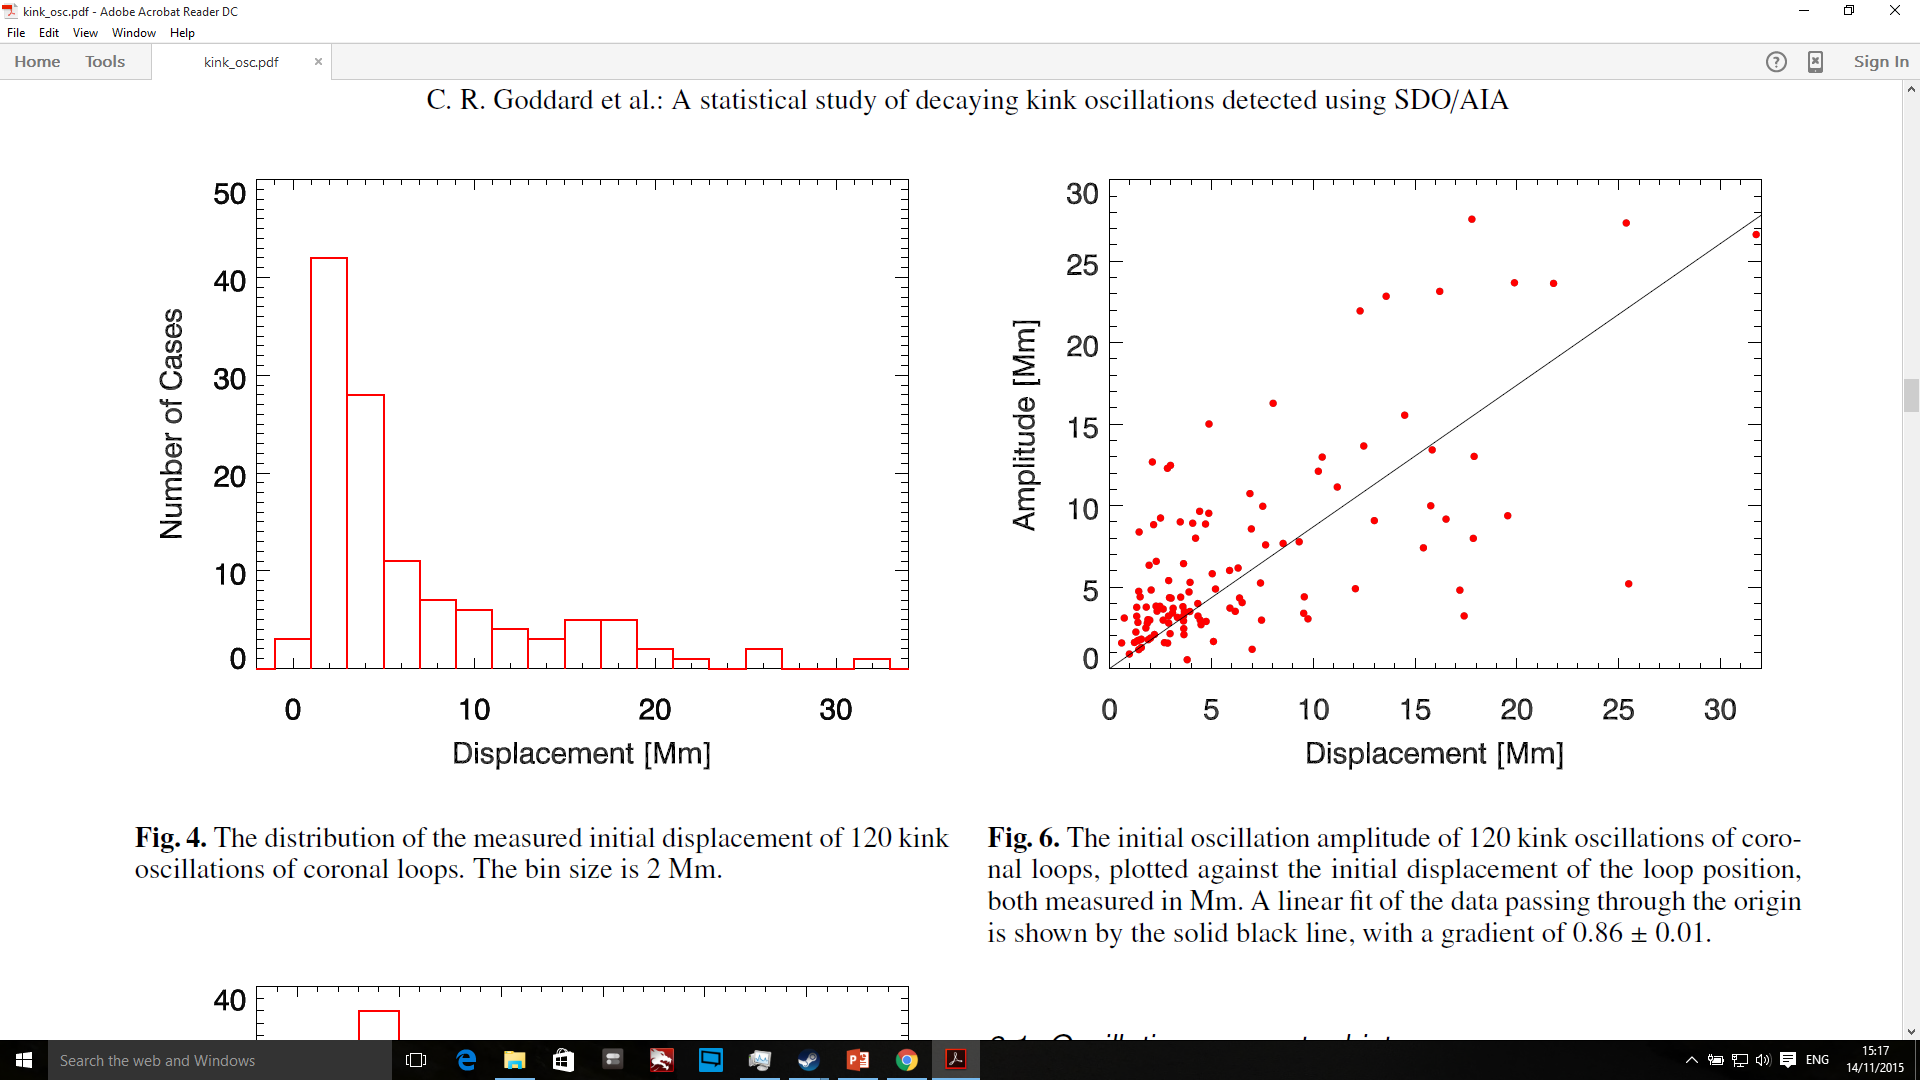 kink_osc.pdf - Adobe Acrobat Reader DC
File Edit View Window Help
Home Tools kink_osc.pdf × ? Sign In
C. R. Goddard et al.: A statistical study of decaying kink oscillations detected using SDO/AIA
50
40
30
20
10
0
Number of Cases
0 10 20 30
Displacement [Mm]
Fig. 4. The distribution of the measured initial displacement of 120 kink
oscillations of coronal loops. The bin size is 2 Mm.
40
30
25
20
15
10
5
0
Amplitude [Mm]
0 5 10 15 20 25 30
Displacement [Mm]
Fig. 6. The initial oscillation amplitude of 120 kink oscillations of coro-
nal loops, plotted against the initial displacement of the loop position,
both measured in Mm. A linear fit of the data passing through the origin
is shown by the solid black line, with a gradient of 0.86 ± 0.01.
Search the web and Windows
ENG
15:17
14/11/2015